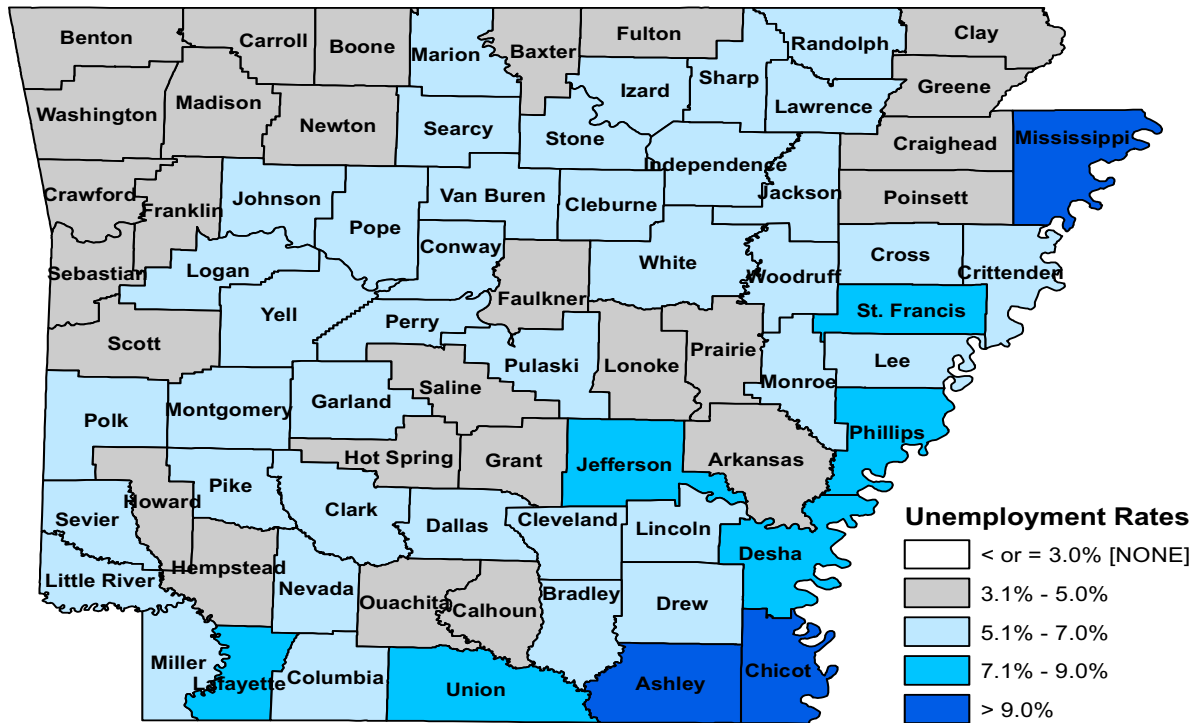 Benton
Carroll
Boone
Marion
Baxter
Fulton
Randolph
Clay
Sharp
Izard
Greene
Lawrence
Washington
Madison
Newton
Searcy
Stone
Independence
Craighead
Mississippi
Crawford
Franklin
Johnson
Pope
Van Buren
Cleburne
Jackson
Poinsett
Conway
White
Cross
Crittenden
Woodruff
Sebastian
Logan
Faulkner
St. Francis
Yell
Perry
Scott
Pulaski
Lonoke
Prairie
Lee
Monroe
Saline
Polk
Montgomery
Garland
Phillips
Hot Spring
Grant
Jefferson
Arkansas
Howard
Pike
Clark
Dallas
Cleveland
Lincoln
Sevier
Desha
Little River
Hempstead
Nevada
Ouachita
Calhoun
Bradley
Drew
Miller
Lafayette
Columbia
Union
Ashley
Chicot
Unemployment Rates
< or = 3.0% [NONE]
3.1% - 5.0%
5.1% - 7.0%
7.1% - 9.0%
> 9.0%